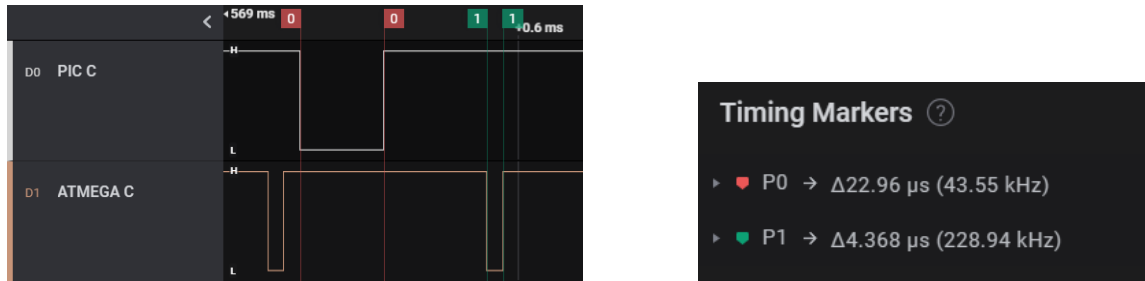 569 ms
0
0
1
1
+0.6 ms
D0 PIC C
H
L
D1 ATMEGA C
H
L
Timing Markers ?
P0 → Δ22.96 μs (43.55 kHz)
P1 → Δ4.368 μs (228.94 kHz)